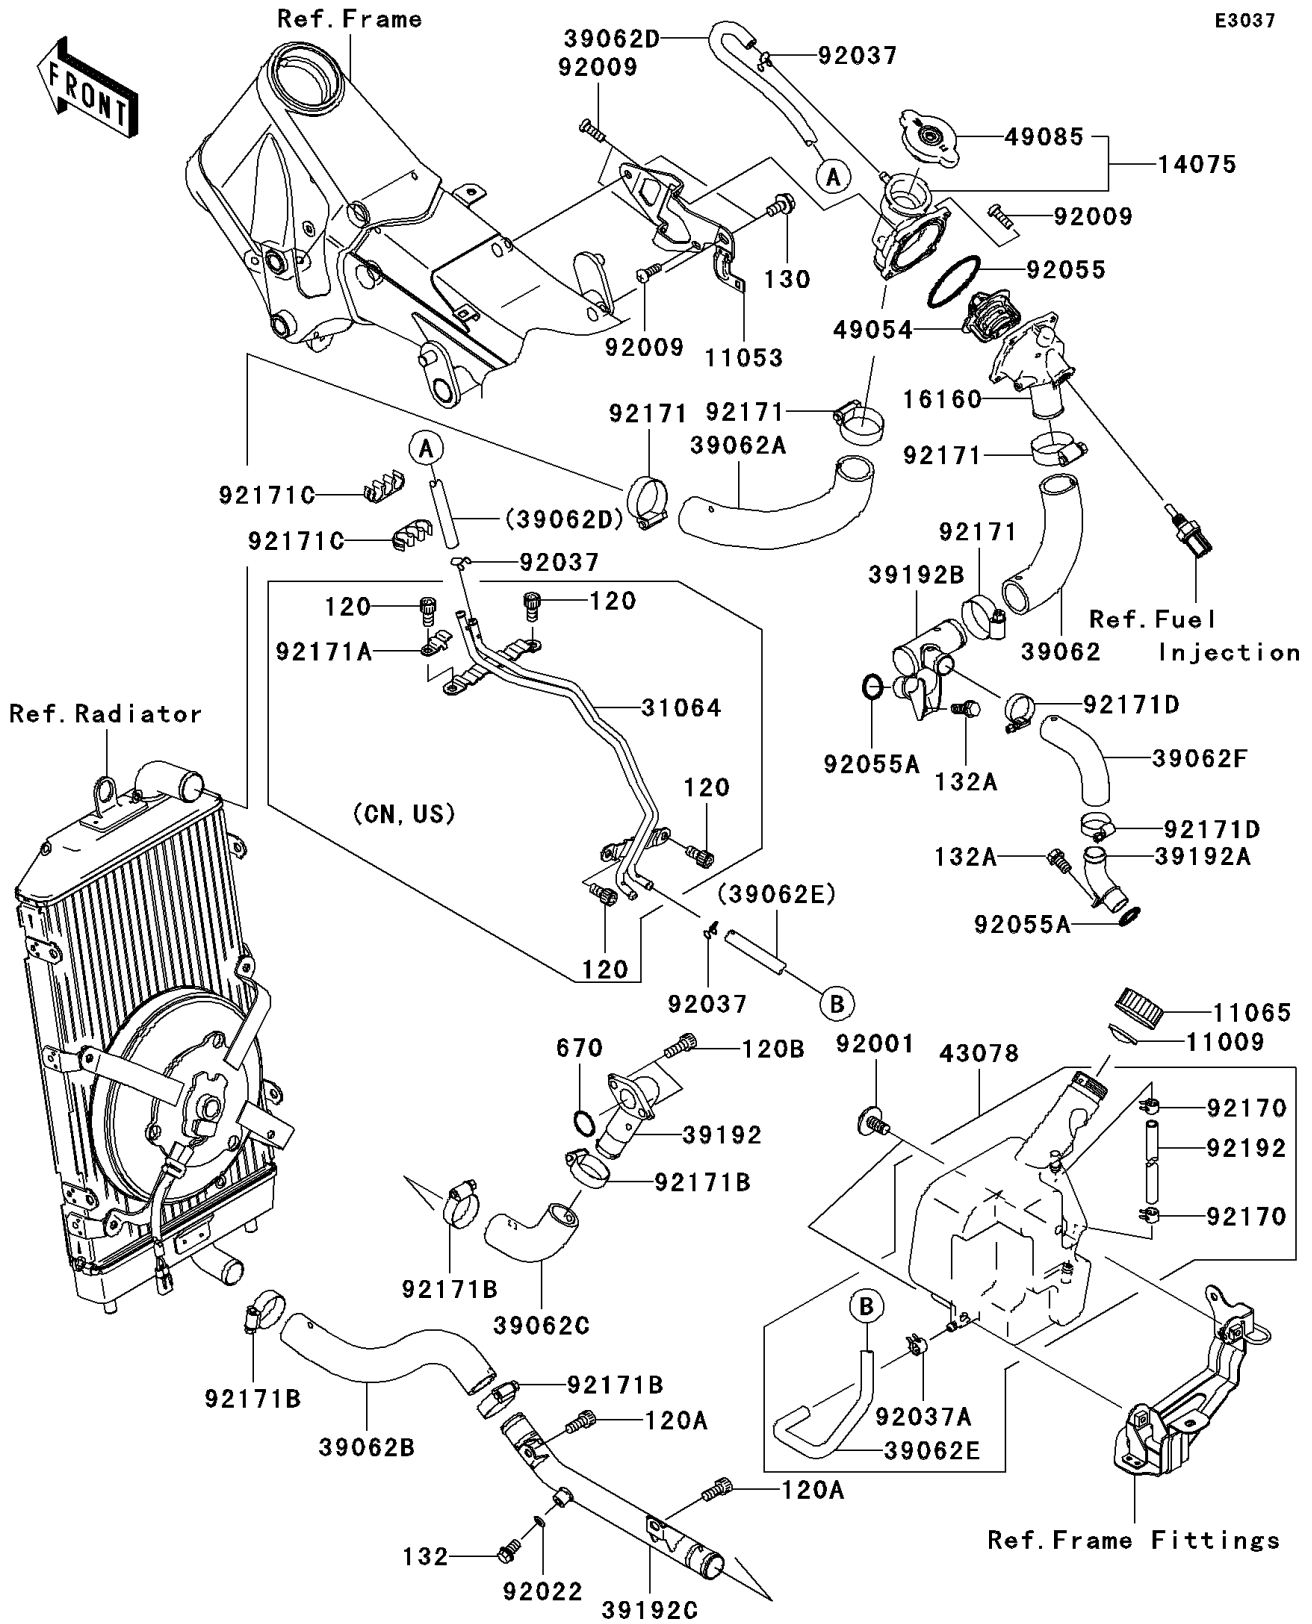 Ref.Frame
E3037
FRONT
39062D
92037
92009
49085
14075
A
92009
92055
130
49054
92009
11053
16160
92171
92171
39062A
92171
A
92171C
(39062D)
92171C
92171
92037
39192B
120
120
Ref.Fuel
Injection
92171A
39062
31064
92171D
Ref.Radiator
92055A
39062F
132A
120
(CN,US)
92171D
132A
39192A
(39062E)
92055A
120
92037
B
11065
670
120B
92001
43078
11009
92170
39192
92192
92171B
92170
92171B
39062C
B
92171B
92171B
120A
92037A
39062B
39062E
120A
Ref.Frame Fittings
132
92022
39192C